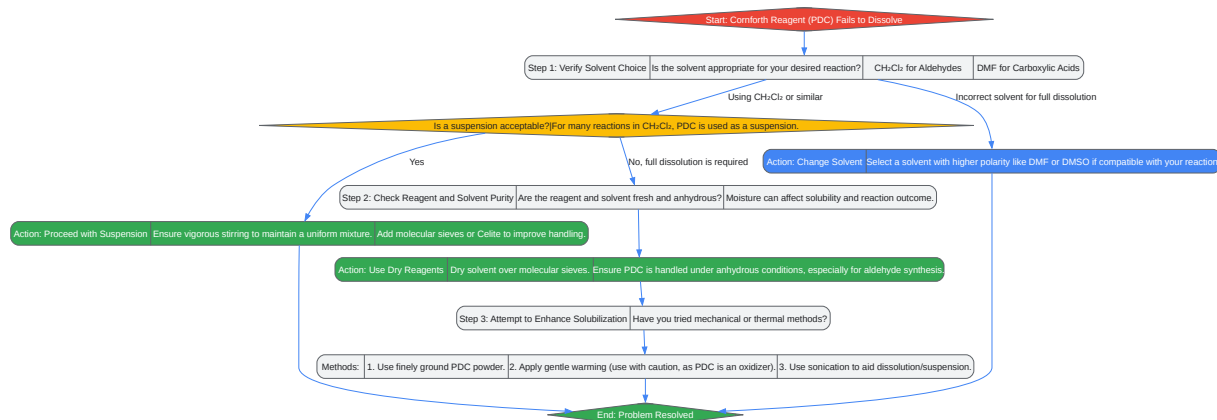 Start: Cornforth Reagent (PDC) Fails to Dissolve
Step 1: Verify Solvent Choice
Is the solvent appropriate for your desired reaction?
CH₂Cl₂ for Aldehydes
DMF for Carboxylic Acids
Using CH₂Cl₂ or similar
Incorrect solvent for full dissolution
Is a suspension acceptable?|For many reactions in CH₂Cl₂, PDC is used as a suspension.
Yes
No, full dissolution is required
Action: Change Solvent
Select a solvent with higher polarity like DMF or DMSO if compatible with your reaction
Step 2: Check Reagent and Solvent Purity
Are the reagent and solvent fresh and anhydrous?
Moisture can affect solubility and reaction outcome.
Action: Proceed with Suspension
Ensure vigorous stirring to maintain a uniform mixture.
Add molecular sieves or Celite to improve handling.
Action: Use Dry Reagents
Dry solvent over molecular sieves.
Ensure PDC is handled under anhydrous conditions, especially for aldehyde synthesis.
Step 3: Attempt to Enhance Solubilization
Have you tried mechanical or thermal methods?
Methods:
1. Use finely ground PDC powder.
2. Apply gentle warming (use with caution, as PDC is an oxidizer).
3. Use sonication to aid dissolution/suspension.
End: Problem Resolved